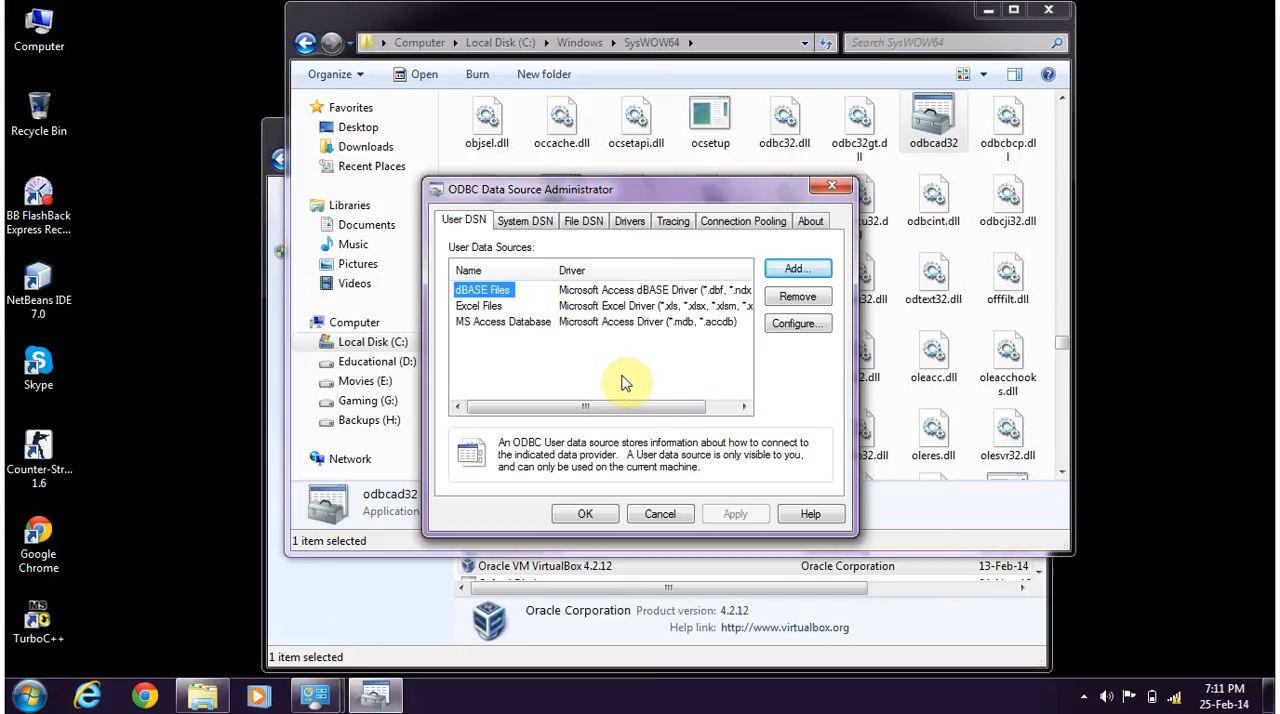 Computer
Recycle Bin
BB FlashBack
Express Rec...
NetBeans IDE
7.0
Skype
Counter-Str...
1.6
Google
Chrome
MS
TurboC++
Computer
Local Disk (C:)
Windows
SysWOW64
Search SysWOW64
Organize
Open
Burn
New folder
Favorites
Desktop
Downloads
Recent Places
Libraries
Documents
Music
Pictures
Videos
Computer
Local Disk (C:)
Educational (D:)
Movies (E:)
Gaming (G:)
Backups (H:)
Network
objsel.dll
occache.dll
ocsetapi.dll
ocsetup
odbc32.dll
odbc32gt.d
ll
odbcad32
odbcbcp.dl
l
odbcint.dll
odbcji32.dll
odtext32.dll
offfilt.dll
oleacc.dll
oleacchook
s.dll
oleres.dll
olesvr32.dll
ODBC Data Source Administrator
User DSN
System DSN
File DSN
Drivers
Tracing
Connection Pooling
About
User Data Sources:
Name
Driver
dBASE Files
Microsoft Access dBASE Driver (*.dbf, *.ndx
Excel Files
Microsoft Excel Driver (*.xls, *.xlsx, *.xlsm, *.x
MS Access Database
Microsoft Access Driver (*.mdb, *.accdb)
Add...
Remove
Configure...
An ODBC User data source stores information about how to connect to
the indicated data provider. A User data source is only visible to you,
and can only be used on the current machine.
OK
Cancel
Apply
Help
odbcad32
Application
1 item selected
Oracle VM VirtualBox 4.2.12
Oracle Corporation
13-Feb-14
Oracle Corporation
Product version: 4.2.12
Help link: http://www.virtualbox.org
1 item selected
7:11 PM
25-Feb-14